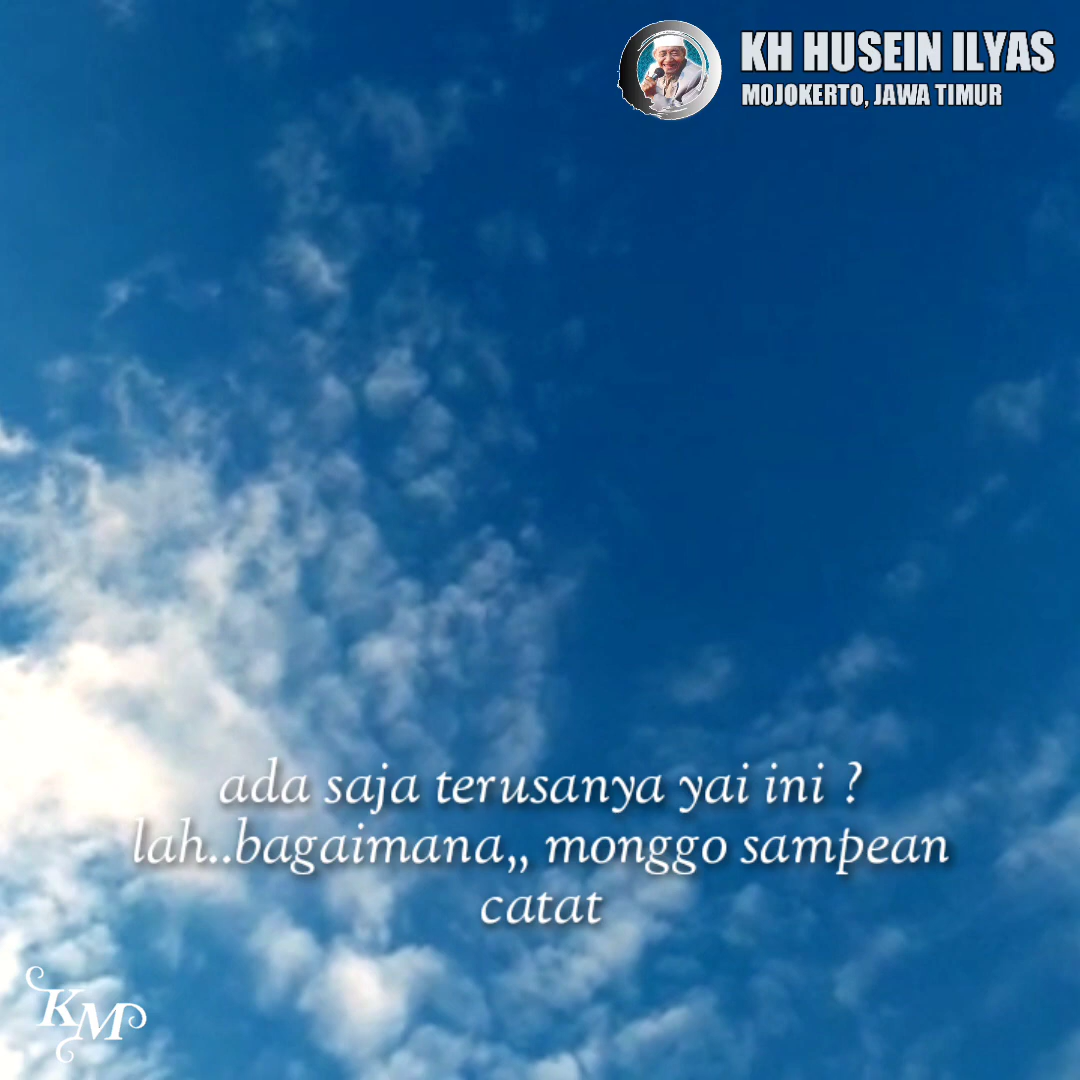 KH HUSEIN ILYAS
MOJOKERTO, JAWA TIMUR
ada saja terusanya yai ini ?
lah..bagaimana,, monggo sampean
catat
KM